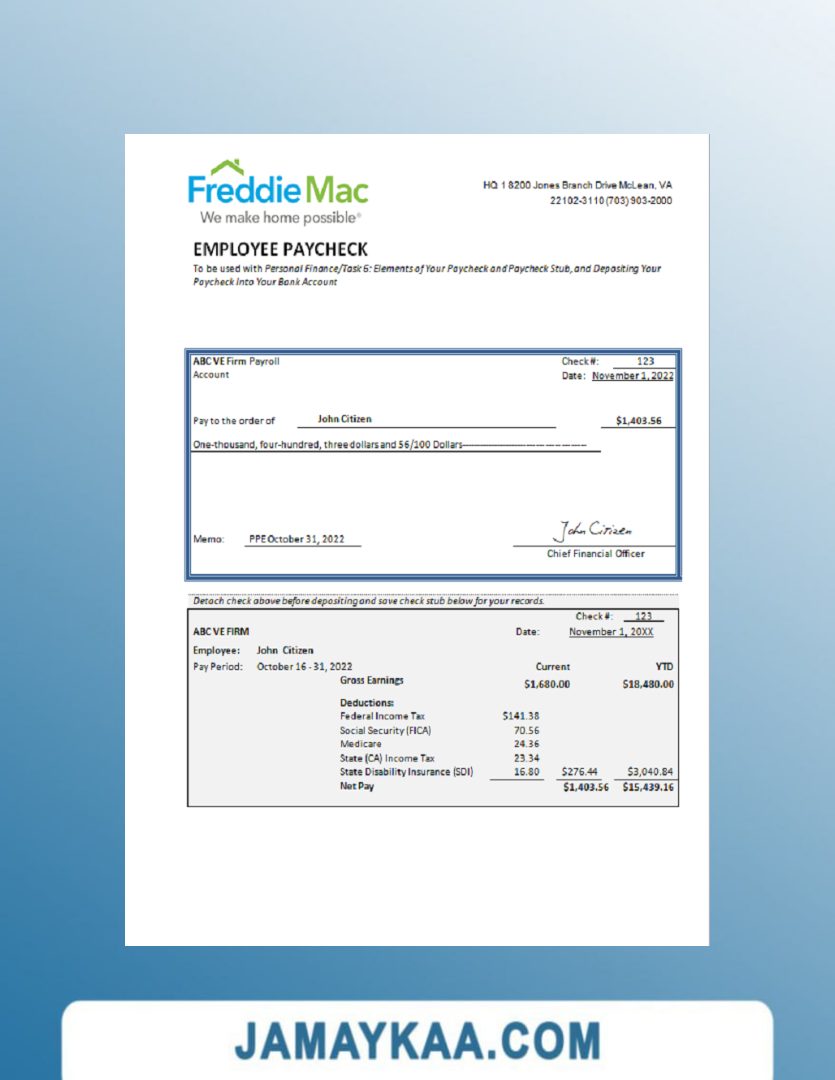 Freddie Mac
We make home possible®
HQ 1 8200 Jones Branch Drive McLean, VA
22102-3110 (703) 903-2000
EMPLOYEE PAYCHECK
To be used with Personal Finance/Task 6: Elements of Your Paycheck and Paycheck Stub, and Depositing Your
Paycheck Into Your Bank Account
ABC VE Firm Payroll Check #: 123
Account Date: November 1, 2022
Pay to the order of John Citizen $1,403.56
One-thousand, four-hundred, three dollars and 56/100 Dollars----------------------------------------
John Citizen
Memo: PPE October 31, 2022
Chief Financial Officer
Detach check above before depositing and save check stub below for your records.
Check #: 123
ABC VE FIRM Date: November 1, 20XX
Employee: John Citizen
Pay Period: October 16 - 31, 2022 Current YTD
Gross Earnings $1,680.00 $18,480.00
Deductions:
Federal Income Tax $141.38
Social Security (FICA) 70.56
Medicare 24.36
State (CA) Income Tax 23.34
State Disability Insurance (SDI) 16.80 $276.44 $3,040.84
Net Pay $1,403.56 $15,439.16
JAMAYKAA.COM